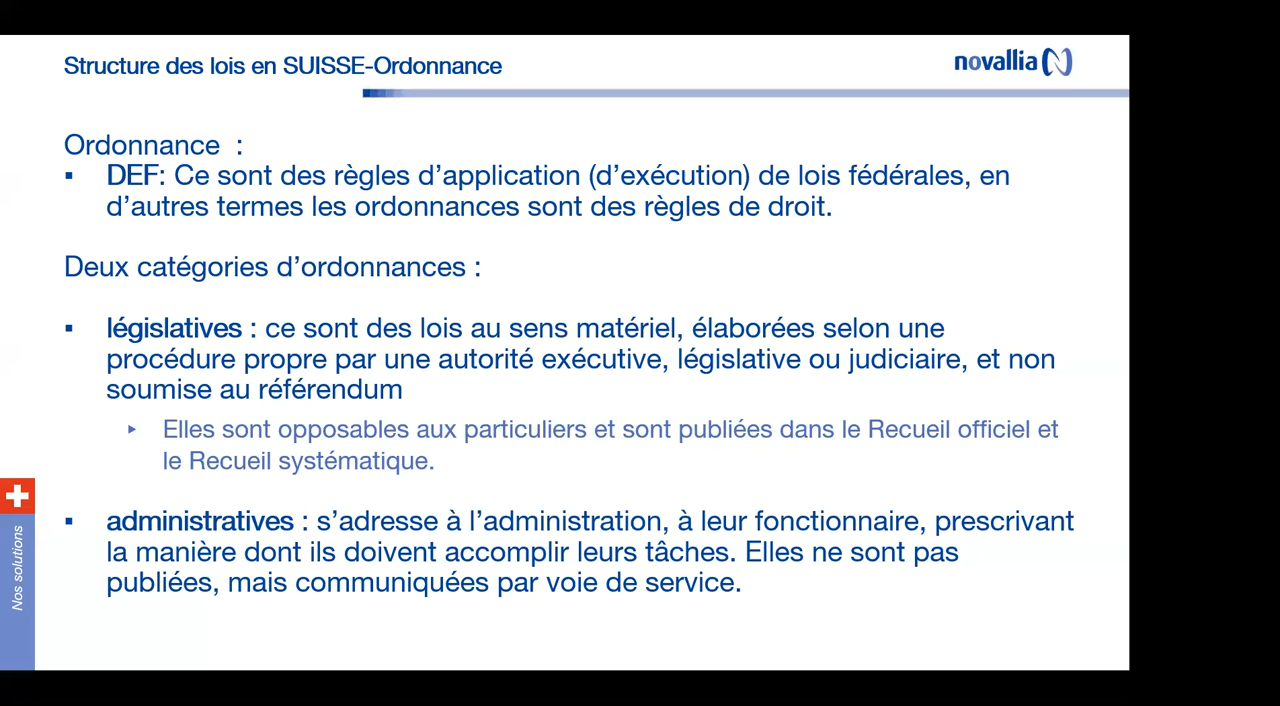 Structure des lois en SUISSE-Ordonnance
novallia
Ordonnance :
▪ DEF: Ce sont des règles d’application (d’exécution) de lois fédérales, en
d’autres termes les ordonnances sont des règles de droit.
Deux catégories d’ordonnances :
▪ législatives : ce sont des lois au sens matériel, élaborées selon une
procédure propre par une autorité exécutive, législative ou judiciaire, et non
soumise au référendum
‣ Elles sont opposables aux particuliers et sont publiées dans le Recueil officiel et
le Recueil systématique.
▪ administratives : s’adresse à l’administration, à leur fonctionnaire, prescrivant
la manière dont ils doivent accomplir leurs tâches. Elles ne sont pas
publiées, mais communiquées par voie de service.
Nos solutions